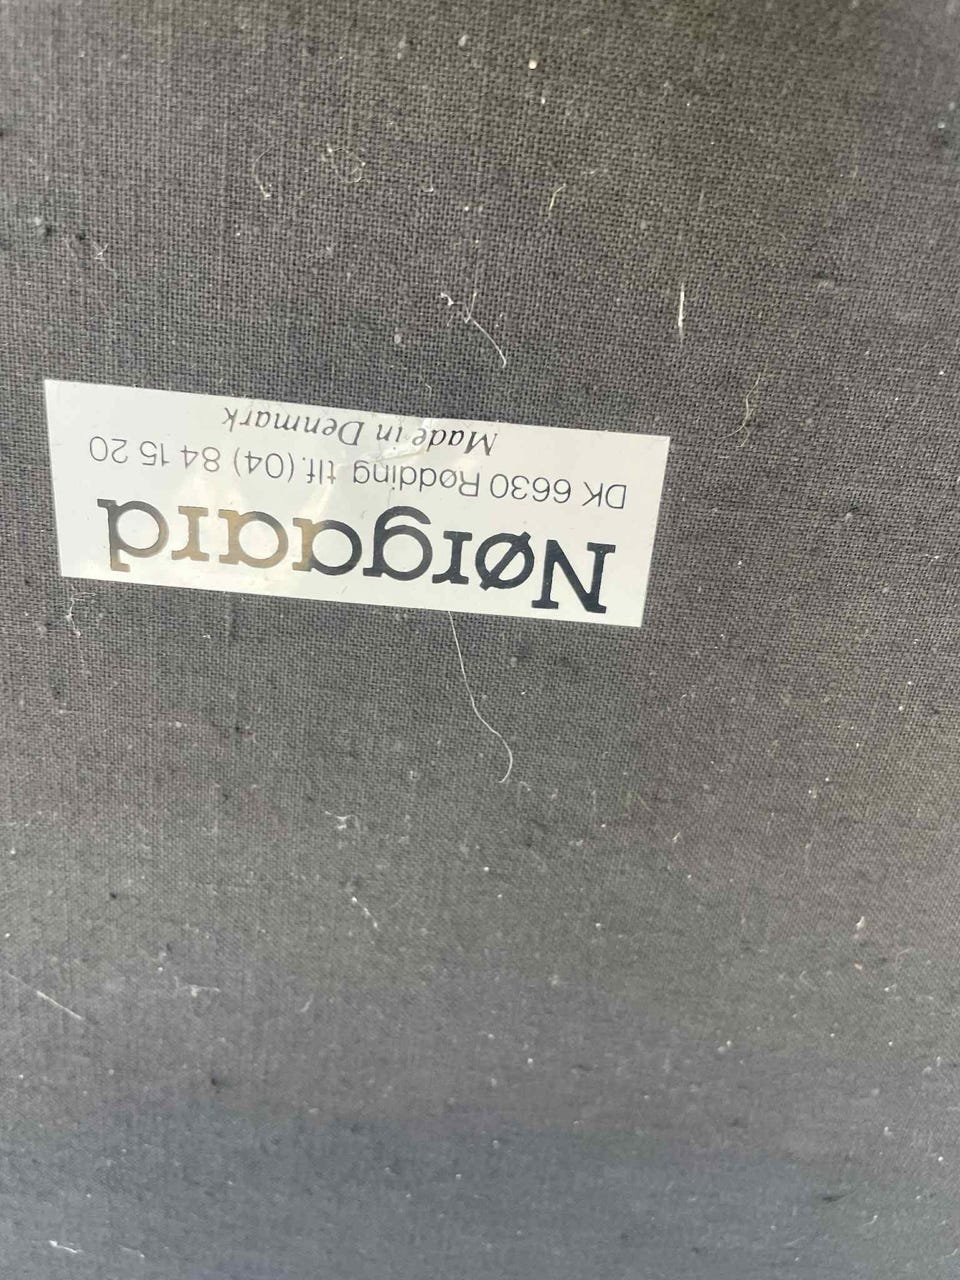 Nørgaard
DK 6630 Rødding tlf. (04) 84 15 20
Made in Denmark